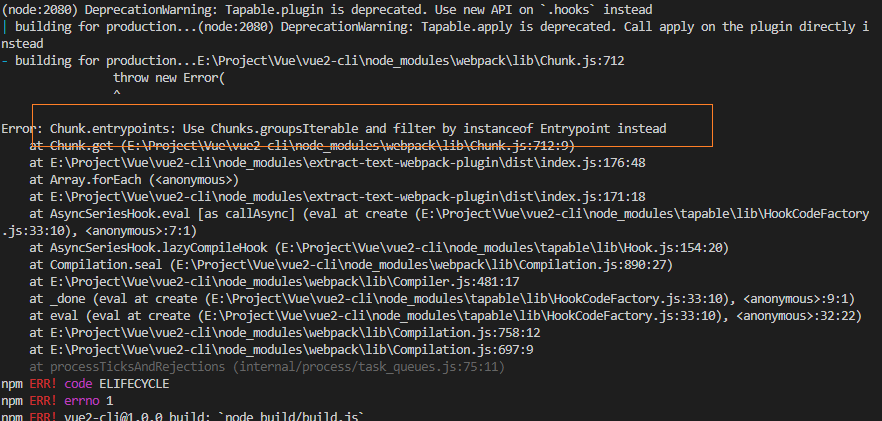 (node:2080) DeprecationWarning: Tapable.plugin is deprecated. Use new API on `.hooks` instead
| building for production...(node:2080) DeprecationWarning: Tapable.apply is deprecated. Call apply on the plugin directly i
nstead
- building for production...E:\Project\Vue\vue2-cli\node_modules\webpack\lib\Chunk.js:712
                throw new Error(
                ^

Error: Chunk.entrypoints: Use Chunks.groupsIterable and filter by instanceof Entrypoint instead
    at Chunk.get (E:\Project\Vue\vue2-cli\node_modules\webpack\lib\Chunk.js:712:9)
    at E:\Project\Vue\vue2-cli\node_modules\extract-text-webpack-plugin\dist\index.js:176:48
    at Array.forEach (<anonymous>)
    at E:\Project\Vue\vue2-cli\node_modules\extract-text-webpack-plugin\dist\index.js:171:18
    at AsyncSeriesHook.eval [as callAsync] (eval at create (E:\Project\Vue\vue2-cli\node_modules\tapable\lib\HookCodeFactory
.js:33:10), <anonymous>:7:1)
    at AsyncSeriesHook.lazyCompileHook (E:\Project\Vue\vue2-cli\node_modules\tapable\lib\Hook.js:154:20)
    at Compilation.seal (E:\Project\Vue\vue2-cli\node_modules\webpack\lib\Compilation.js:890:27)
    at E:\Project\Vue\vue2-cli\node_modules\webpack\lib\Compiler.js:481:17
    at _done (eval at create (E:\Project\Vue\vue2-cli\node_modules\tapable\lib\HookCodeFactory.js:33:10), <anonymous>:9:1)
    at eval (eval at create (E:\Project\Vue\vue2-cli\node_modules\tapable\lib\HookCodeFactory.js:33:10), <anonymous>:32:22)
    at E:\Project\Vue\vue2-cli\node_modules\webpack\lib\Compilation.js:758:12
    at E:\Project\Vue\vue2-cli\node_modules\webpack\lib\Compilation.js:697:9
    at processTicksAndRejections (internal/process/task_queues.js:75:11)
npm ERR! code ELIFECYCLE
npm ERR! errno 1
npm ERR! vue2-cli@1.0.0 build: `node build/build.js`